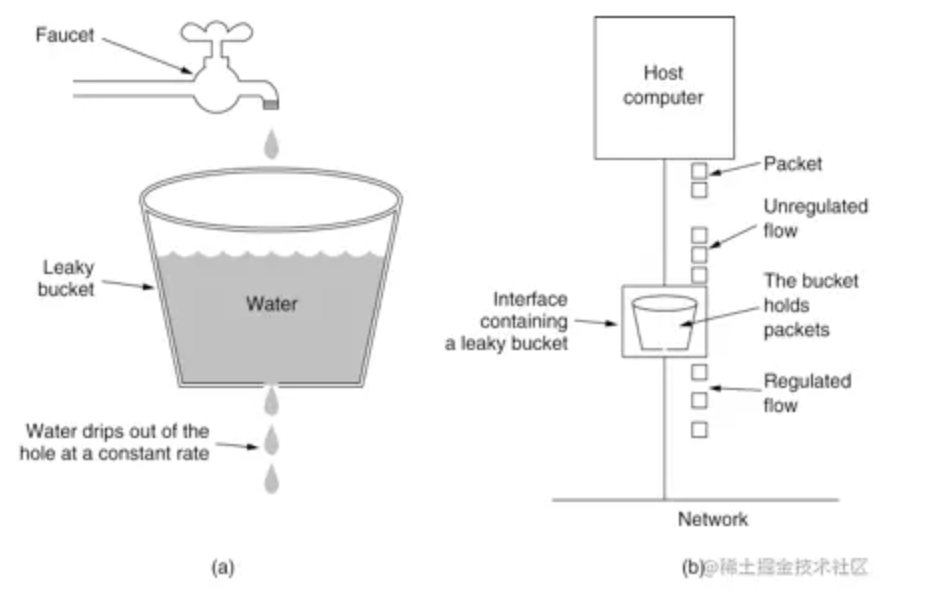 Faucet
Leaky
bucket
Water
Water drips out of the
hole at a constant rate
(a)
Host
computer
Packet
Unregulated
flow
The bucket
holds
packets
Interface
containing
a leaky bucket
Regulated
flow
Network
(b)
@稀土掘金技术社区